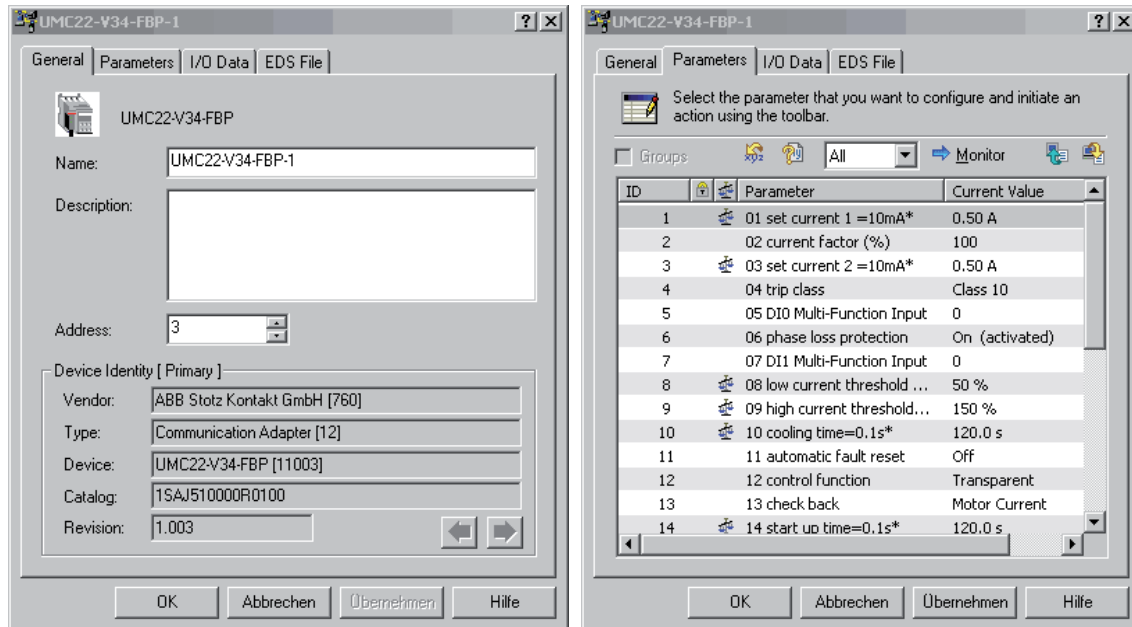 UMC22-V34-FBP-1
General Parameters I/O Data EDS File
UMC22-V34-FBP
Name: UMC22-V34-FBP-1
Description:
Address: 3
Device Identity [ Primary ]
Vendor: ABB Stotz Kontakt GmbH [760]
Type: Communication Adapter [12]
Device: UMC22-V34-FBP [11003]
Catalog: 1SAJ510000R0100
Revision: 1.003
OK Abbrechen Übernehmen Hilfe
UMC22-V34-FBP-1
General Parameters I/O Data EDS File
Select the parameter that you want to configure and initiate an
action using the toolbar.
Groups All Monitor
ID Parameter Current Value
1 01 set current 1 =10mA* 0.50 A
2 02 current factor (%) 100
3 03 set current 2 =10mA* 0.50 A
4 04 trip class Class 10
5 05 DI0 Multi-Function Input 0
6 06 phase loss protection On (activated)
7 07 DI1 Multi-Function Input 0
8 08 low current threshold ... 50 %
9 09 high current threshold... 150 %
10 10 cooling time=0.1s* 120.0 s
11 11 automatic fault reset Off
12 12 control function Transparent
13 13 check back Motor Current
14 14 start up time=0.1s* 120.0 s
OK Abbrechen Übernehmen Hilfe